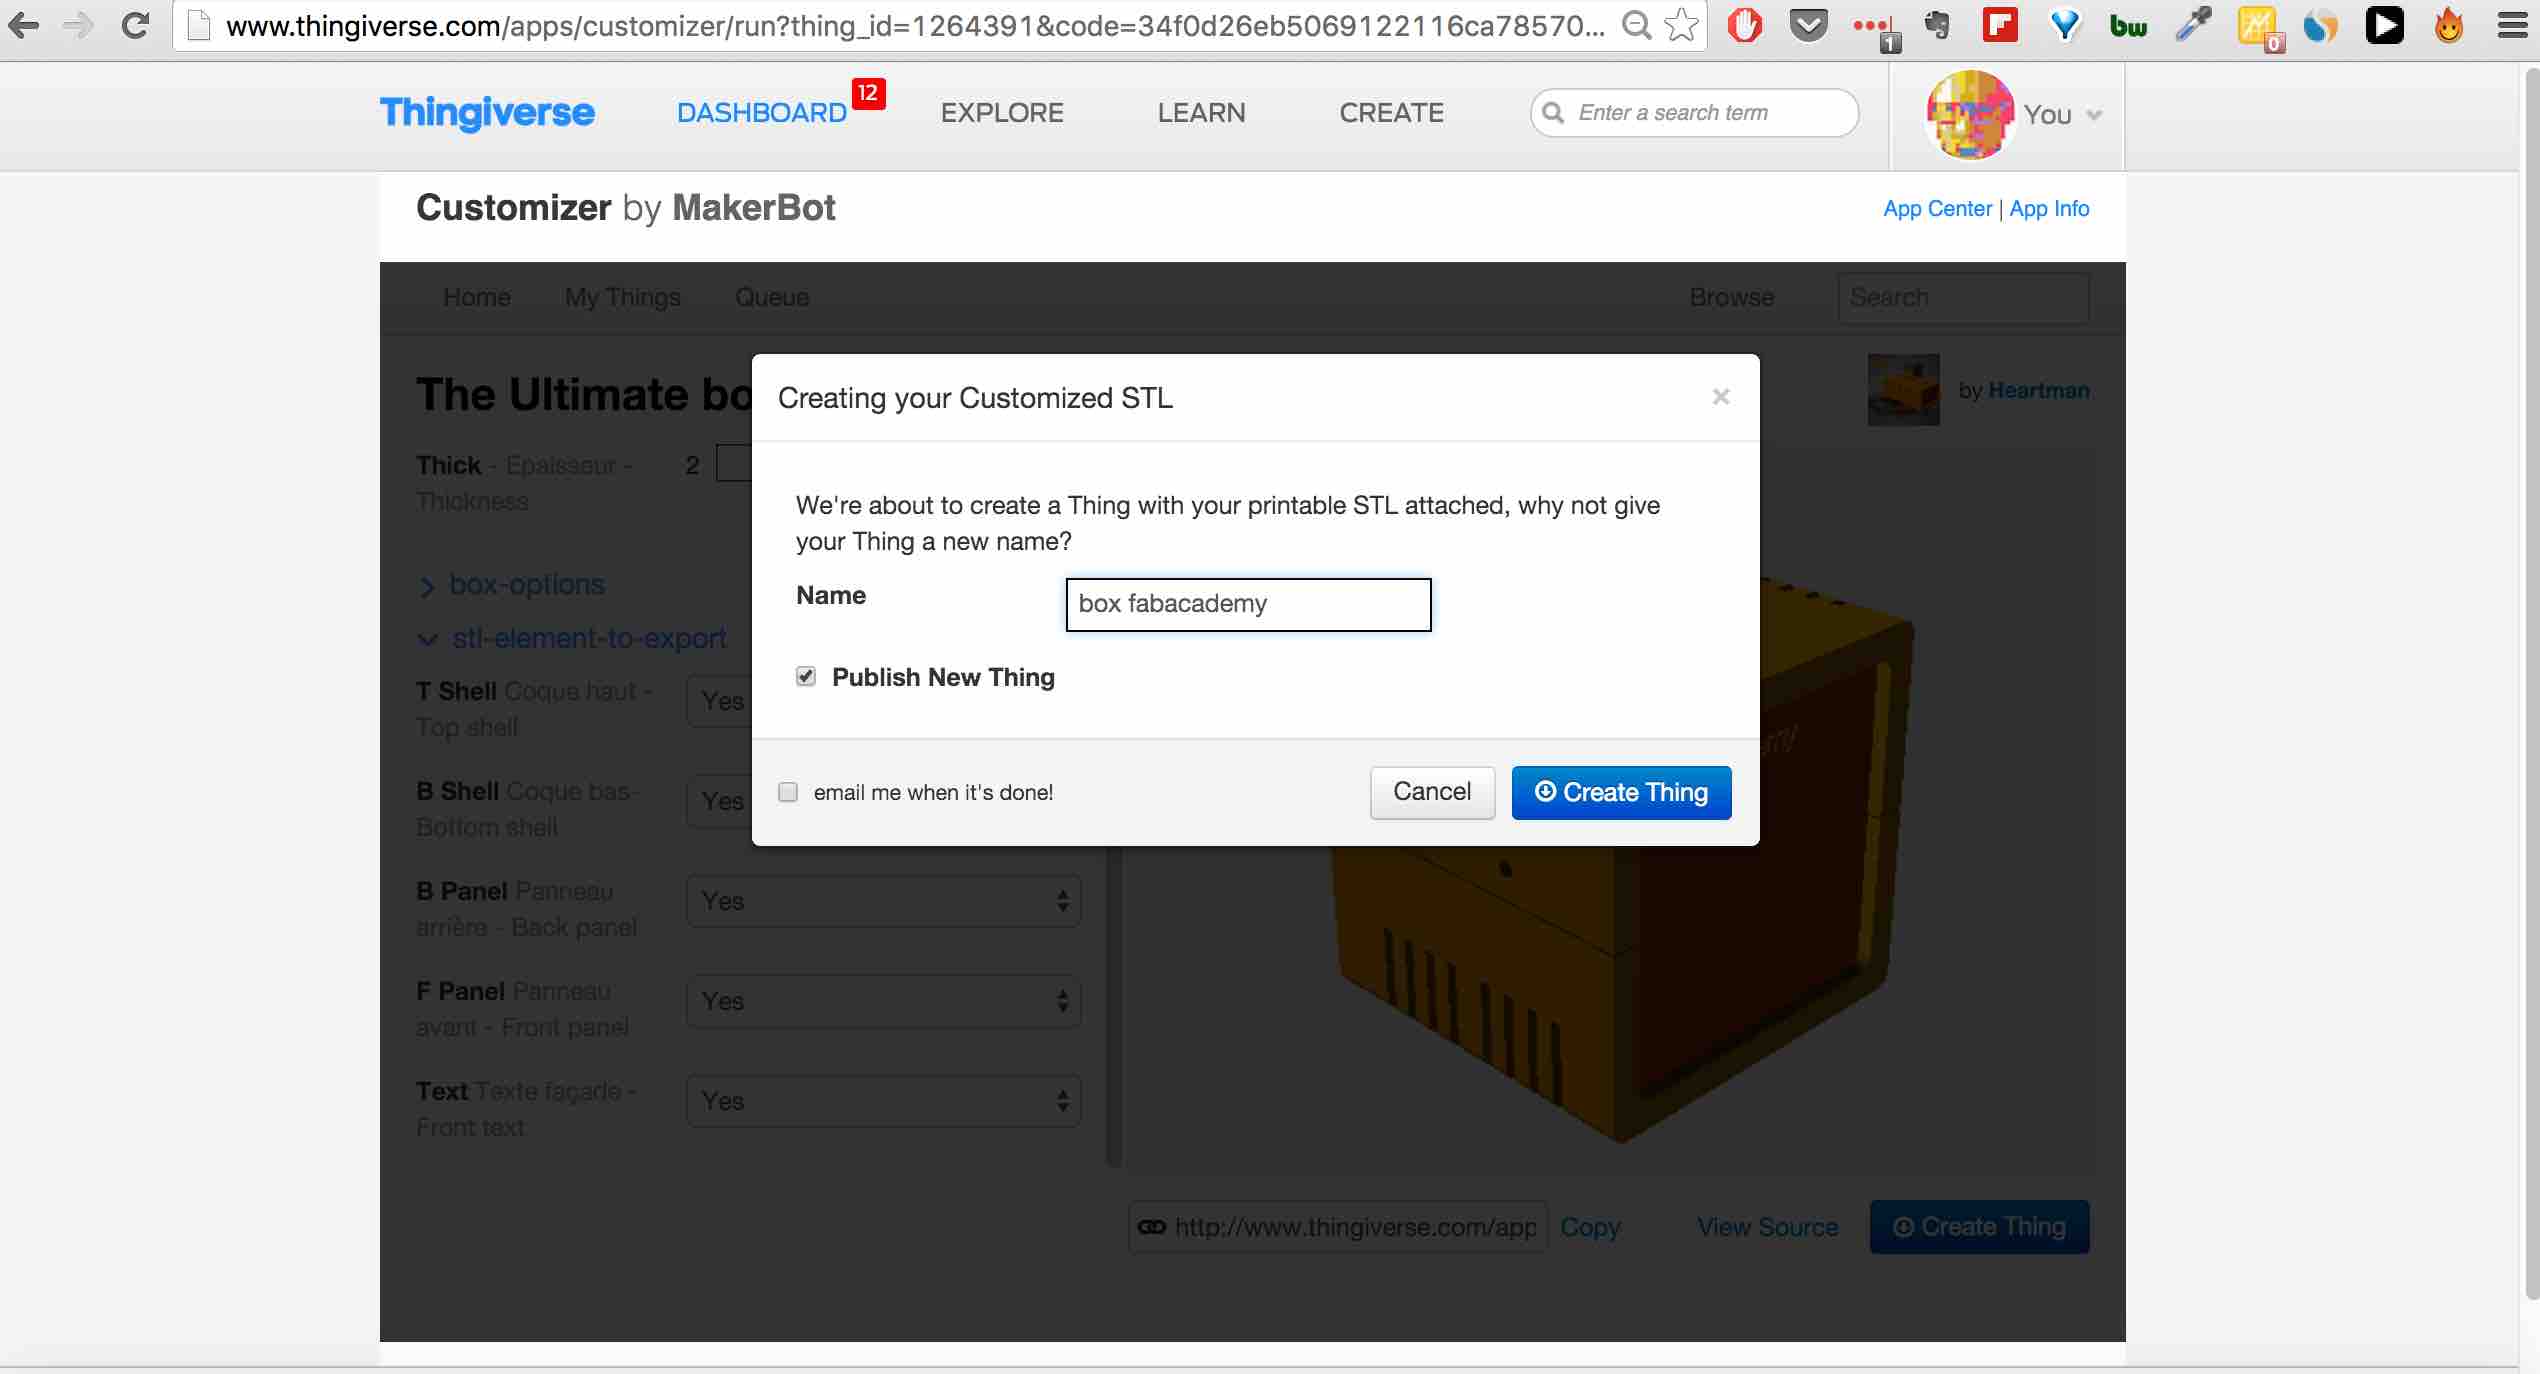 www.thingiverse.com/apps/customizer/run?thing_id=1264391&code=34f0d26eb5069122116ca78570...
1
bw
0
Thingiverse
DASHBOARD 12
EXPLORE
LEARN
CREATE
Enter a search term
You
Customizer by MakerBot
App Center | App Info
Home
My Things
Queue
Browse
Search
The Ultimate bo
by Heartman
Creating your Customized STL
×
Thick - Epaisseur - 2
Thickness
We're about to create a Thing with your printable STL attached, why not give
your Thing a new name?
Name
box fabacademy
Publish New Thing
email me when it's done!
Cancel
Create Thing
box-options
stl-element-to-export
T Shell Coque haut - Yes
Top shell
B Shell Coque bas- Yes
Bottom shell
B Panel Panneau Yes
arrière - Back panel
F Panel Panneau Yes
avant - Front panel
Text Texte façade - Yes
Front text
http://www.thingiverse.com/app
Copy
View Source
Create Thing